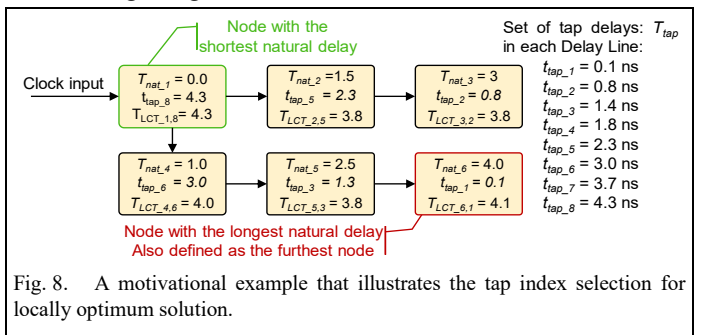 Node with the
shortest natural delay
Set of tap delays: T_tap
in each Delay Line:
t_tap_1 = 0.1 ns
t_tap_2 = 0.8 ns
t_tap_3 = 1.4 ns
t_tap_4 = 1.8 ns
t_tap_5 = 2.3 ns
t_tap_6 = 3.0 ns
t_tap_7 = 3.7 ns
t_tap_8 = 4.3 ns
Clock input
T_nat_1 = 0.0
t_tap_8 = 4.3
T_LCT_1,8 = 4.3
T_nat_2 =1.5
t_tap_5 = 2.3
T_LCT_2,5 = 3.8
T_nat_3 = 3
t_tap_2 = 0.8
T_LCT_3,2 = 3.8
T_nat_4 = 1.0
t_tap_6 = 3.0
T_LCT_4,6 = 4.0
T_nat_5 = 2.5
t_tap_3 = 1.3
T_LCT_5,3 = 3.8
T_nat_6 = 4.0
t_tap_1 = 0.1
T_LCT_6,1 = 4.1
Node with the longest natural delay
Also defined as the furthest node
Fig. 8. A motivational example that illustrates the tap index selection for
locally optimum solution.